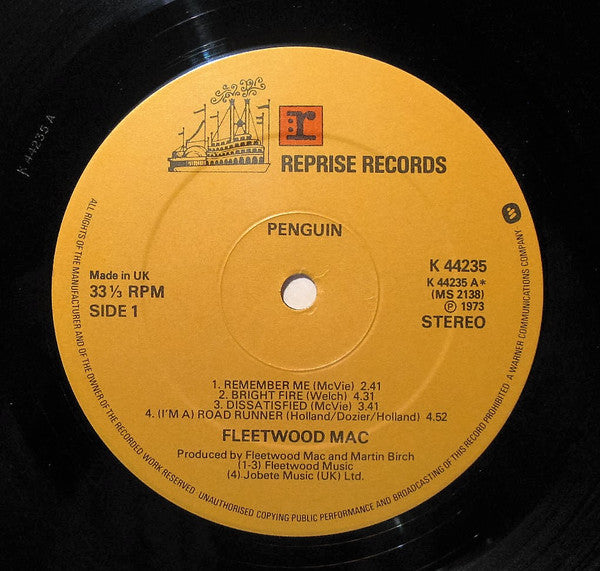 K 44235 A
r
REPRISE RECORDS
PENGUIN
Made in UK
33 ⅓ RPM
SIDE 1
K 44235
K 44235 A*
(MS 2138)
℗ 1973
STEREO
1. REMEMBER ME (McVie) 2.41
2. BRIGHT FIRE (Welch) 4.31
3. DISSATISFIED (McVie) 3.41
4. (I'M A) ROAD RUNNER (Holland/Dozier/Holland) 4.52
FLEETWOOD MAC
Produced by Fleetwood Mac and Martin Birch
(1-3) Fleetwood Music
(4) Jobete Music (UK) Ltd.
ALL RIGHTS OF THE MANUFACTURER AND OF THE OWNER OF THE RECORDED WORK RESERVED. UNAUTHORISED COPYING PUBLIC PERFORMANCE AND BROADCASTING OF THIS RECORD PROHIBITED. A WARNER COMMUNICATIONS COMPANY